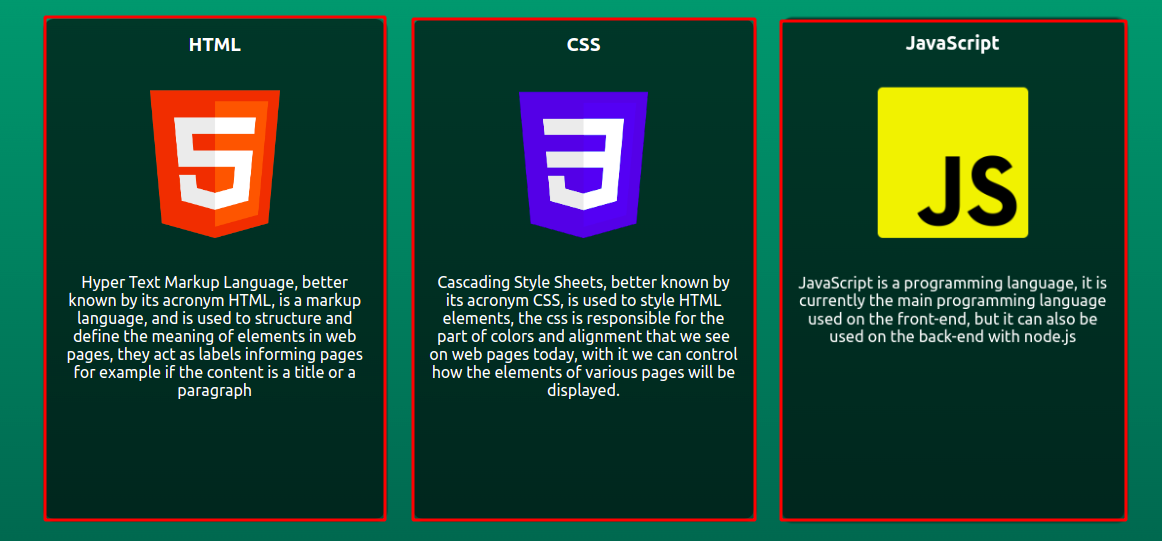 HTML
Hyper Text Markup Language, better
known by its acronym HTML, is a markup
language, and is used to structure and
define the meaning of elements in web
pages, they act as labels informing pages
for example if the content is a title or a
paragraph
CSS
Cascading Style Sheets, better known by
its acronym CSS, is used to style HTML
elements, the css is responsible for the
part of colors and alignment that we see
on web pages today, with it we can control
how the elements of various pages will be
displayed.
JavaScript
JS
JavaScript is a programming language, it is
currently the main programming language
used on the front-end, but it can also be
used on the back-end with node.js